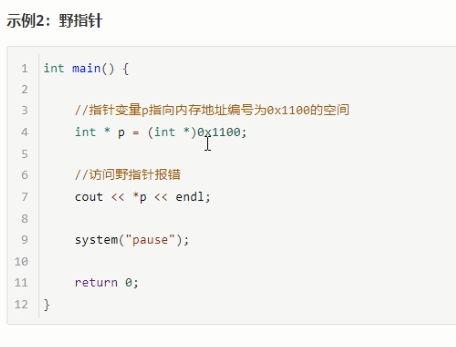 示例2：野指针
1 int main() {
2
3 //指针变量p指向内存地址编号为0x1100的空间
4 int * p = (int *)0x1100;
5
6 //访问野指针报错
7 cout << *p << endl;
8
9 system("pause");
10
11 return 0;
12 }